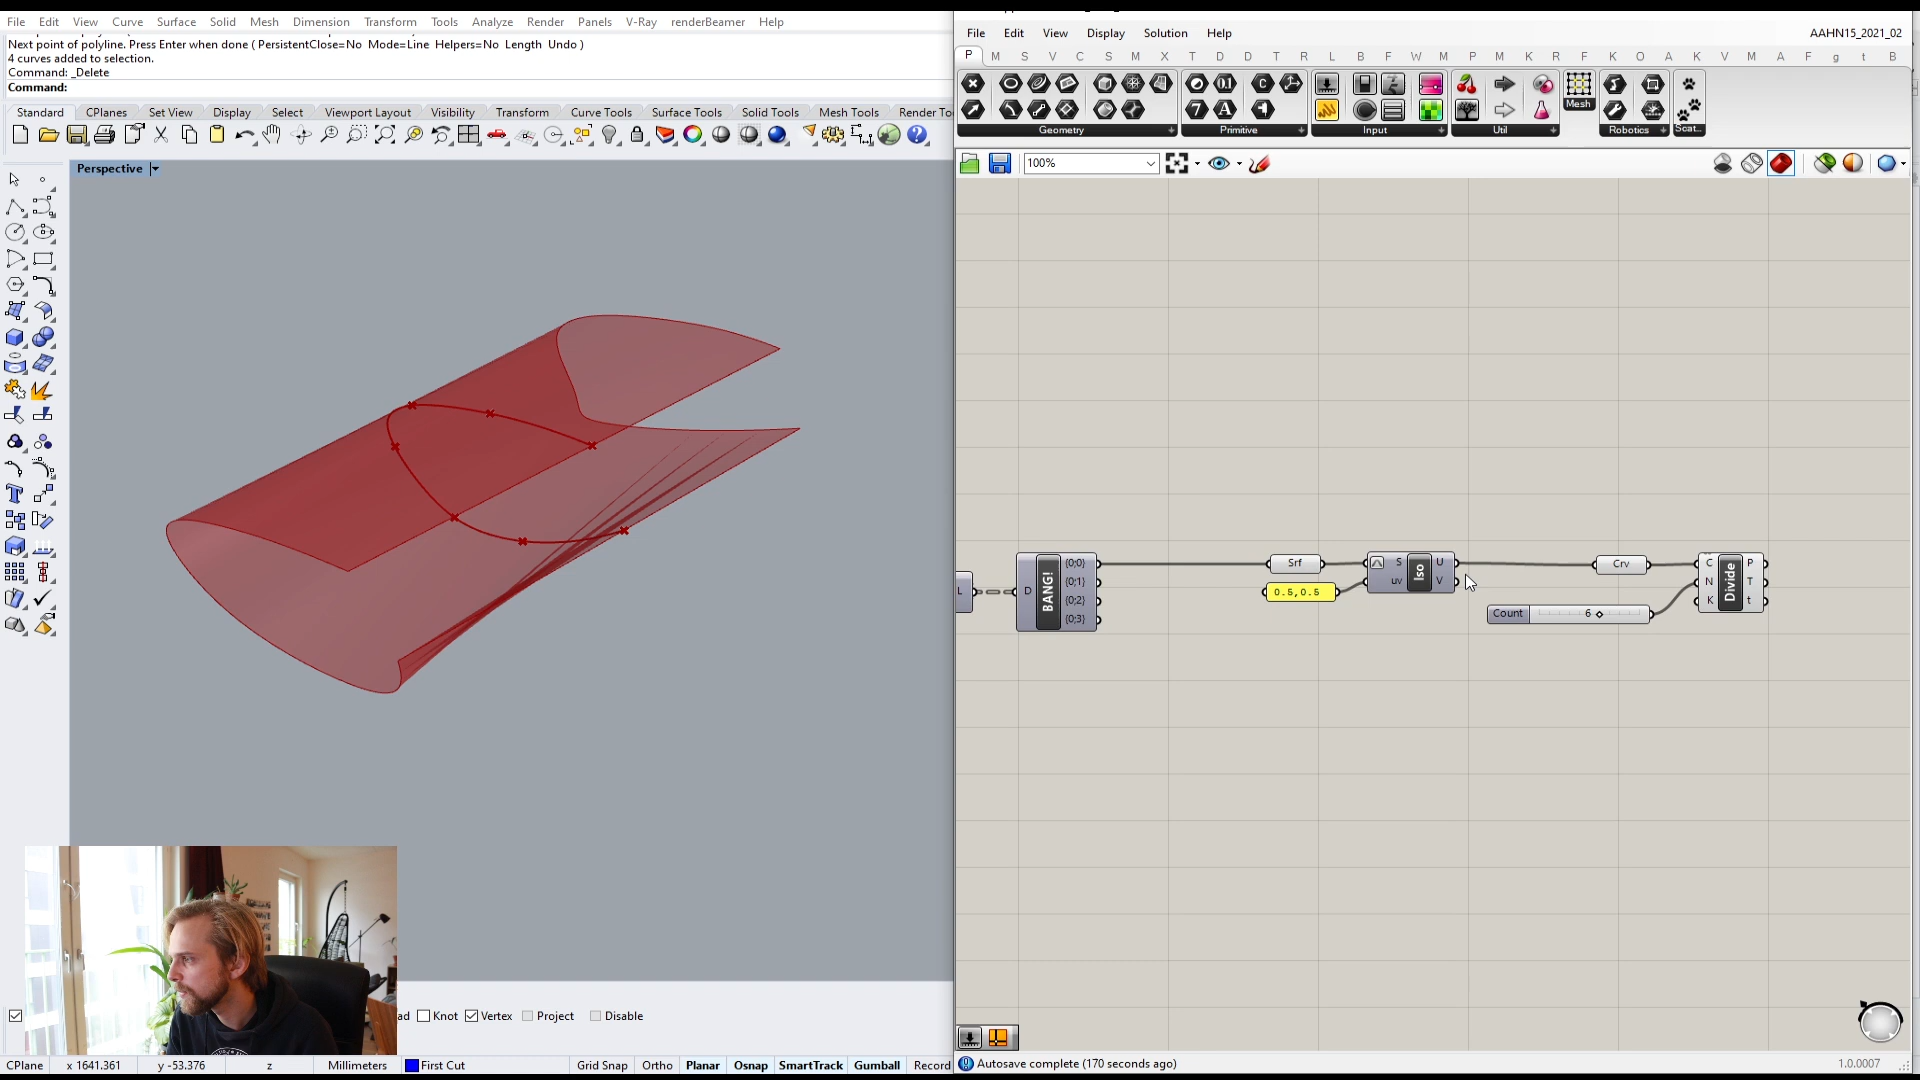 File Edit View Curve Surface Solid Mesh Dimension Transform Tools Analyze Render Panels V-Ray renderBeamer Help
Next point of polyline. Press Enter when done ( PersistentClose=No Mode=Line Helpers=No Length Undo )
4 curves added to selection.
Command: _Delete
Command:
Standard CPlanes Set View Display Select Viewport Layout Visibility Transform Curve Tools Surface Tools Solid Tools Mesh Tools Render To
Perspective
ad Knot Vertex Project Disable
CPlane x 1641.361 y -53.376 z Millimeters First Cut Grid Snap Ortho Planar Osnap SmartTrack Gumball Record
File Edit View Display Solution Help AAHN15_2021_02
P M S V C S M X T D D T R L B F W M P M K R F K O A K V M A F g t B
Mesh
Geometry Primitive Input Util Robotics Scat..
100%
D BANG! {0;0} {0;1} {0;2} {0;3}
L
Srf
0.5,0.5
S uv Iso U V
Crv
Count 6
C N K Divide P T t
Autosave complete (170 seconds ago) 1.0.0007